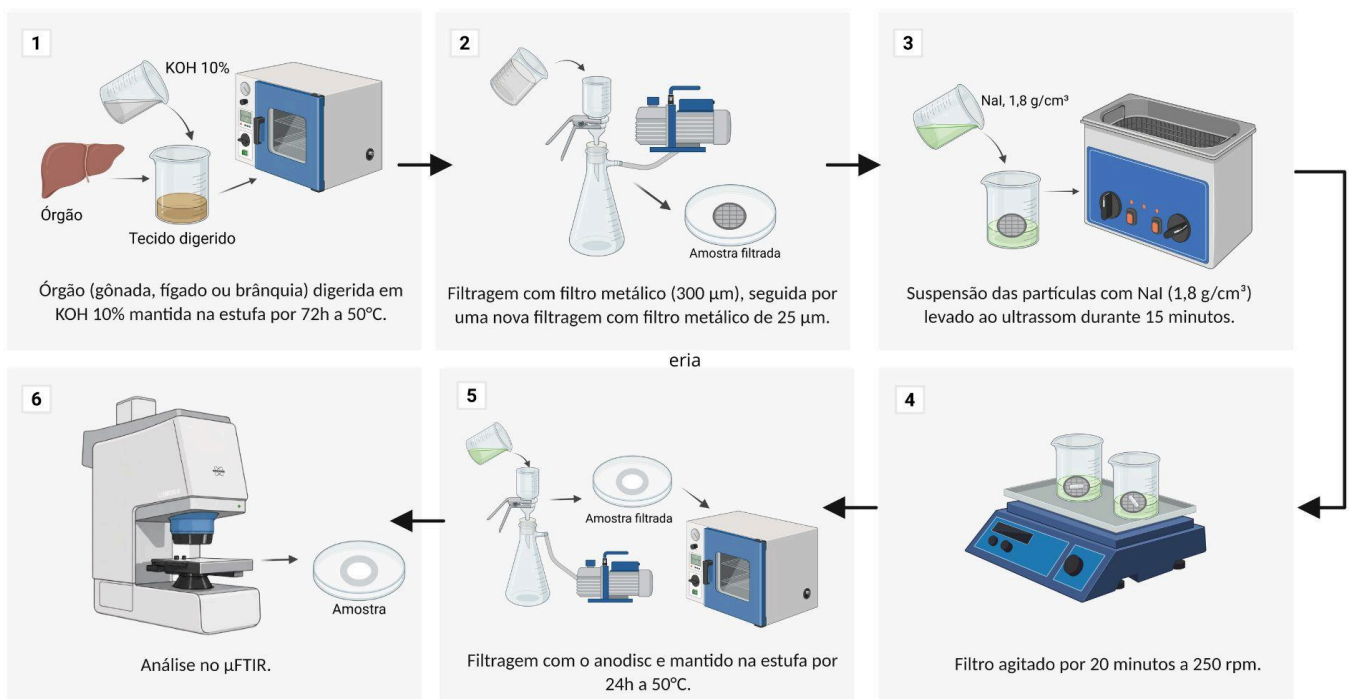 1
KOH 10%
Órgão
Tecido digerido
Órgão (gônada, fígado ou brânquia) digerida em
KOH 10% mantida na estufa por 72h a 50°C.
2
Amostra filtrada
Filtragem com filtro metálico (300 µm), seguida por
uma nova filtragem com filtro metálico de 25 µm.
3
NaI, 1,8 g/cm³
Suspensão das partículas com NaI (1,8 g/cm³)
levado ao ultrassom durante 15 minutos.
eria
6
Amostra
Análise no µFTIR.
5
Amostra filtrada
Filtragem com o anodisc e mantido na estufa por
24h a 50°C.
4
Filtro agitado por 20 minutos a 250 rpm.